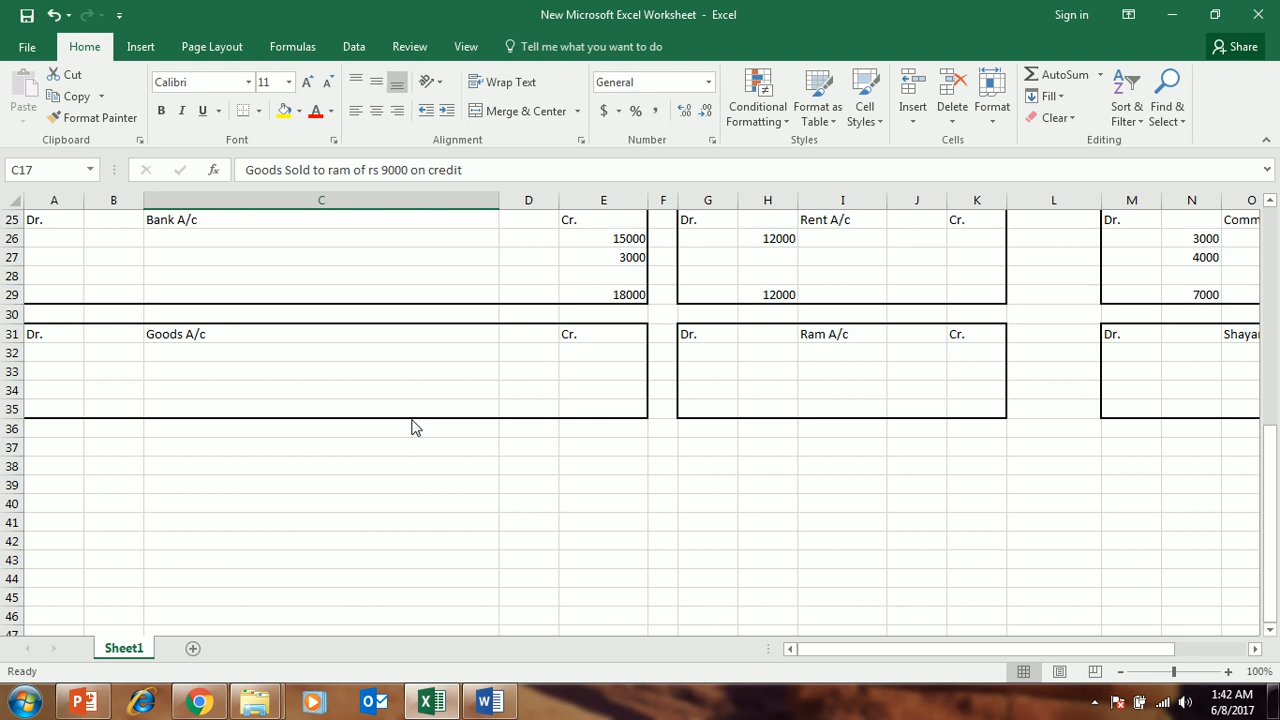 New Microsoft Excel Worksheet - Excel
Sign in
File Home Insert Page Layout Formulas Data Review View Tell me what you want to do Share
Paste Cut Copy Format Painter
Calibri 11 A A
B I U A
Wrap Text
Merge & Center
General
$ % ,
Conditional Formatting Format as Table Cell Styles
Insert Delete Format
AutoSum Fill Clear
Sort & Filter Find & Select
Clipboard Font Alignment Number Styles Cells Editing
C17 fx Goods Sold to ram of rs 9000 on credit
A B C D E F G H I J K L M N O
25 Dr. Bank A/c Cr. Dr. Rent A/c Cr. Dr. Comm
26 15000 12000 3000
27 3000 4000
28
29 18000 12000 7000
30
31 Dr. Goods A/c Cr. Dr. Ram A/c Cr. Dr. Shaya
32
33
34
35
36
37
38
39
40
41
42
43
44
45
46
47
Sheet1
Ready 100%
1:42 AM
6/8/2017